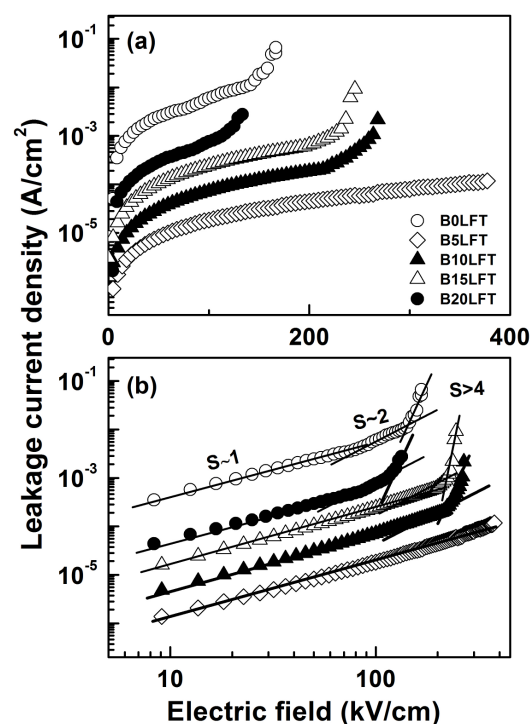 Leakage current density (A/cm²)
(a)
10⁻¹
10⁻³
10⁻⁵
B0LFT
B5LFT
B10LFT
B15LFT
B20LFT
0 200 400
(b)
10⁻¹
10⁻³
10⁻⁵
S~1
S~2
S>4
10 100
Electric field (kV/cm)